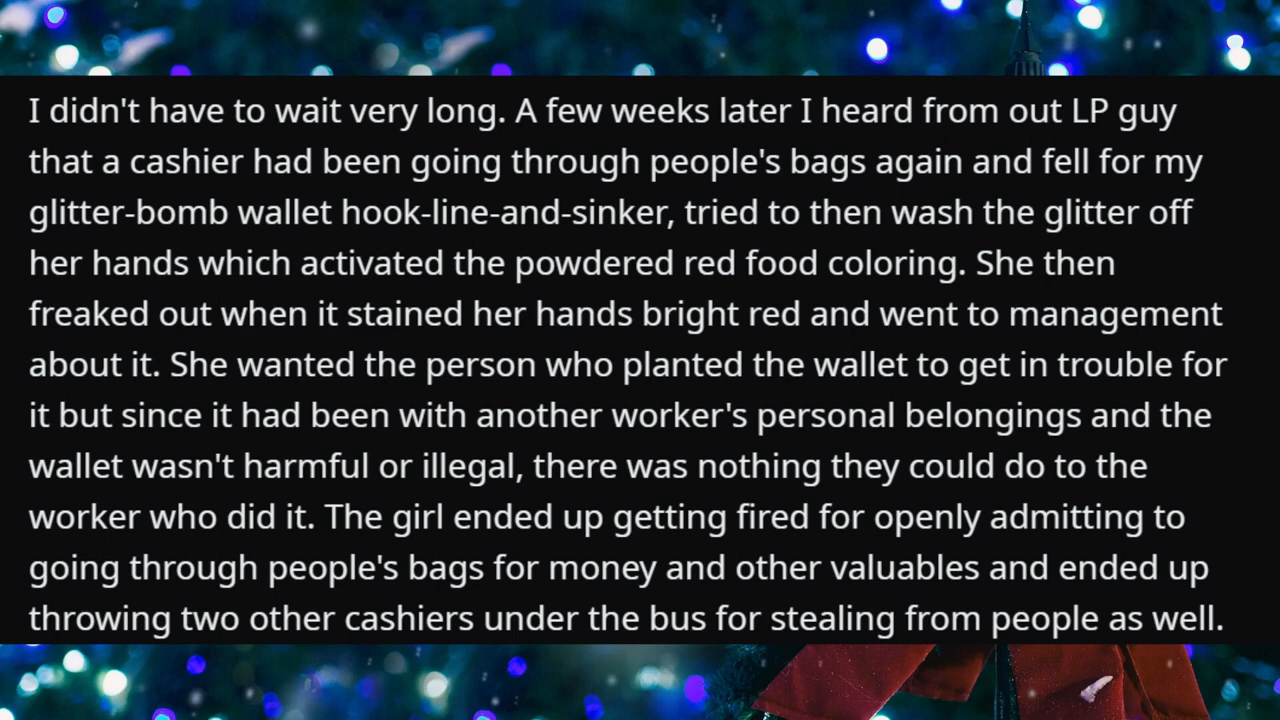 I didn't have to wait very long. A few weeks later I heard from out LP guy
that a cashier had been going through people's bags again and fell for my
glitter-bomb wallet hook-line-and-sinker, tried to then wash the glitter off
her hands which activated the powdered red food coloring. She then
freaked out when it stained her hands bright red and went to management
about it. She wanted the person who planted the wallet to get in trouble for
it but since it had been with another worker's personal belongings and the
wallet wasn't harmful or illegal, there was nothing they could do to the
worker who did it. The girl ended up getting fired for openly admitting to
going through people's bags for money and other valuables and ended up
throwing two other cashiers under the bus for stealing from people as well.